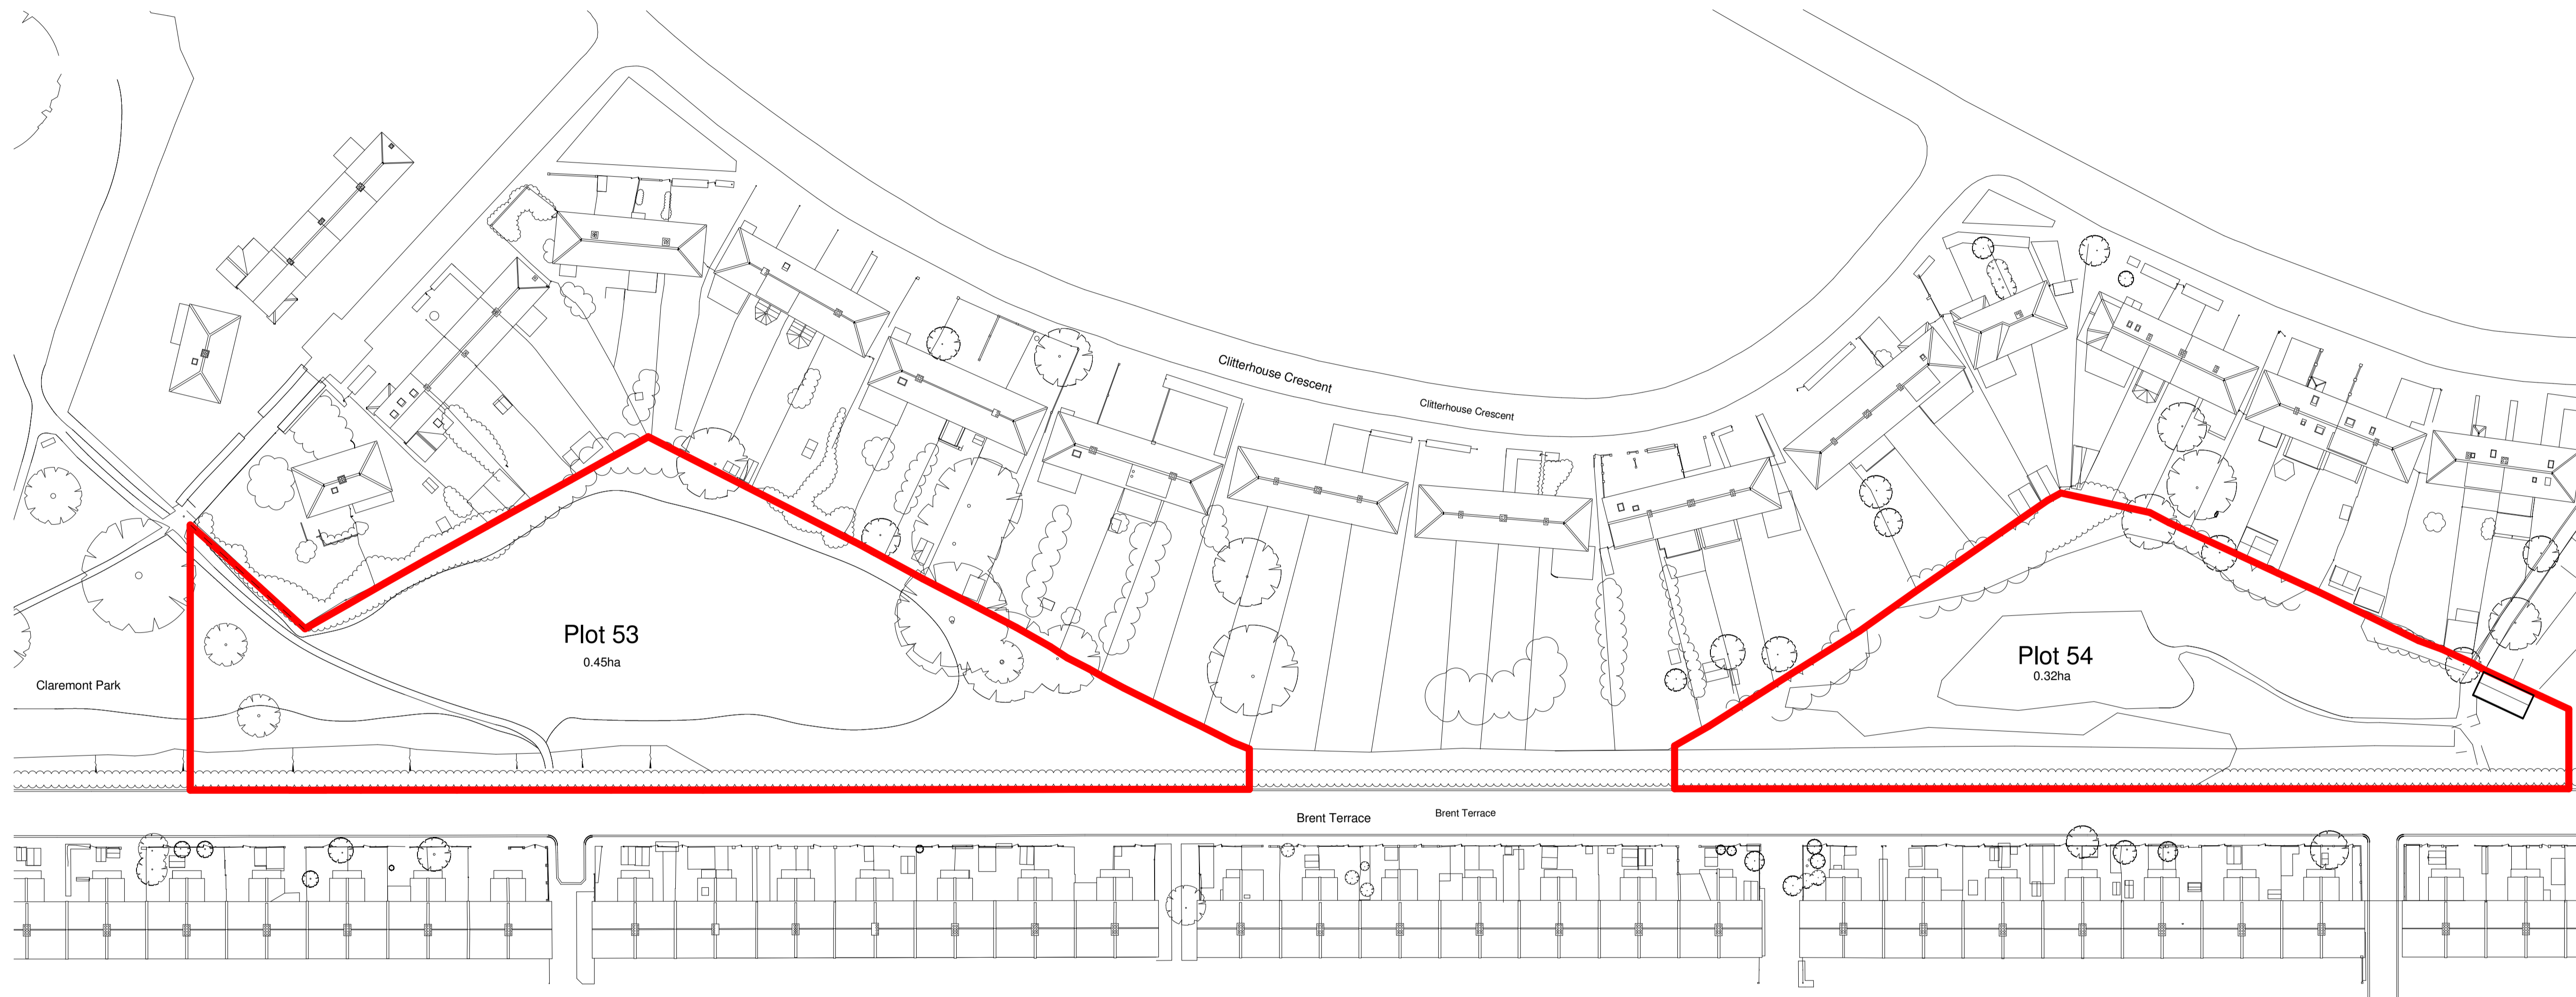 Clitterhouse Crescent
Clitterhouse Crescent
Plot 53
0.45ha
Plot 54
0.32ha
Claremont Park
Brent Terrace
Brent Terrace